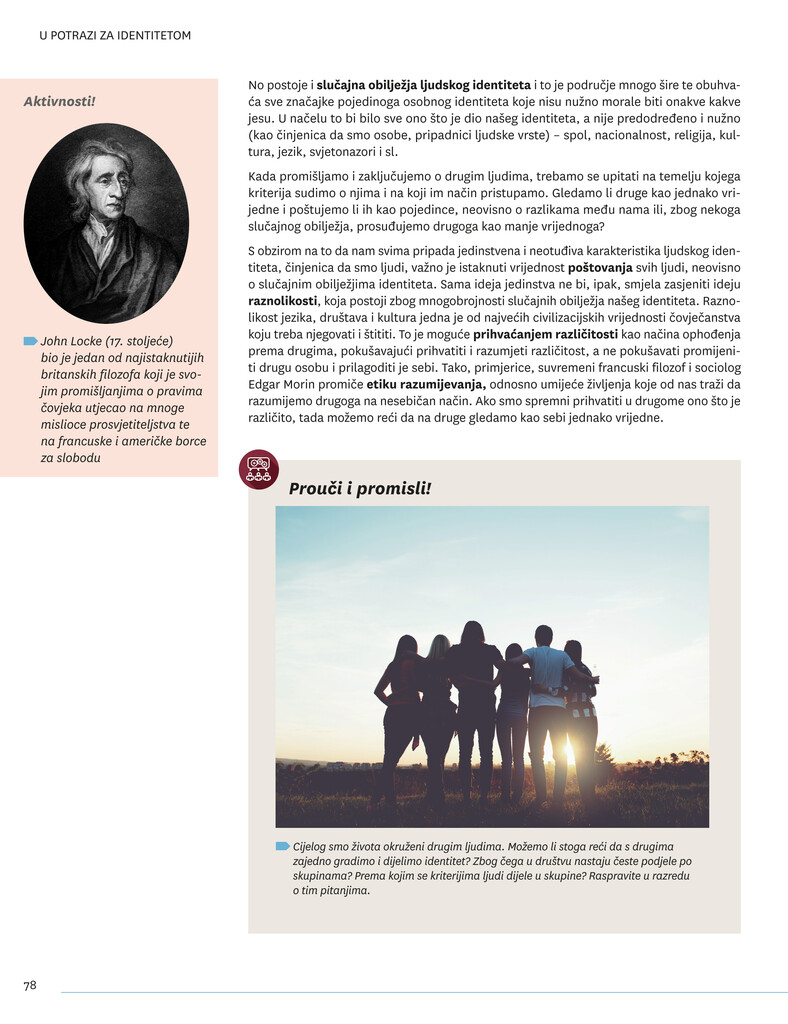 U POTRAZI ZA IDENTITETOM
Aktivnosti!
John Locke (17. stoljeće)
bio je jedan od najistaknutijih
britanskih filozofa koji je svo-
jim promišljanjima o pravima
čovjeka utjecao na mnoge
mislioce prosvjetiteljstva te
na francuske i američke borce
za slobodu
No postoje i slučajna obilježja ljudskog identiteta i to je područje mnogo šire te obuhva-
ća sve značajke pojedinoga osobnog identiteta koje nisu nužno morale biti onakve kakve
jesu. U načelu to bi bilo sve ono što je dio našeg identiteta, a nije predodređeno i nužno
(kao činjenica da smo osobe, pripadnici ljudske vrste) – spol, nacionalnost, religija, kul-
tura, jezik, svjetonazori i sl.
Kada promišljamo i zaključujemo o drugim ljudima, trebamo se upitati na temelju kojega
kriterija sudimo o njima i na koji im način pristupamo. Gledamo li druge kao jednako vri-
jedne i poštujemo li ih kao pojedince, neovisno o razlikama među nama ili, zbog nekoga
slučajnog obilježja, prosuđujemo drugoga kao manje vrijednoga?
S obzirom na to da nam svima pripada jedinstvena i neotuđiva karakteristika ljudskog iden-
titeta, činjenica da smo ljudi, važno je istaknuti vrijednost poštovanja svih ljudi, neovisno
o slučajnim obilježjima identiteta. Sama ideja jedinstva ne bi, ipak, smjela zasjeniti ideju
raznolikosti, koja postoji zbog mnogobrojnosti slučajnih obilježja našeg identiteta. Razno-
likost jezika, društava i kultura jedna je od najvećih civilizacijskih vrijednosti čovječanstva
koju treba njegovati i štititi. To je moguće prihvaćanjem različitosti kao načina ophođenja
prema drugima, pokušavajući prihvatiti i razumjeti različitost, a ne pokušavati promijeni-
ti drugu osobu i prilagoditi je sebi. Tako, primjerice, suvremeni francuski filozof i sociolog
Edgar Morin promiče etiku razumijevanja, odnosno umijeće življenja koje od nas traži da
razumijemo drugoga na nesebičan način. Ako smo spremni prihvatiti u drugome ono što je
različito, tada možemo reći da na druge gledamo kao sebi jednako vrijedne.
Prouči i promisli!
Cijelog smo života okruženi drugim ljudima. Možemo li stoga reći da s drugima
zajedno gradimo i dijelimo identitet? Zbog čega u društvu nastaju česte podjele po
skupinama? Prema kojim se kriterijima ljudi dijele u skupine? Raspravite u razredu
o tim pitanjima.
78